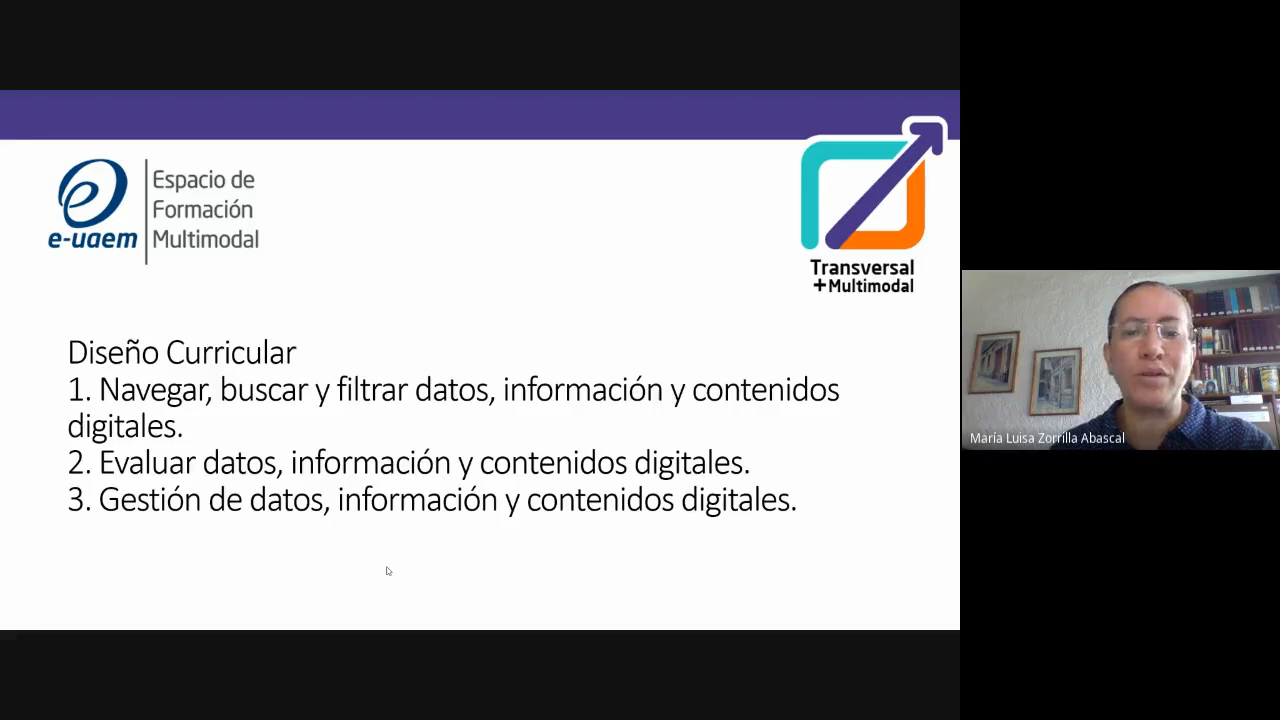 e-uaem
Espacio de
Formación
Multimodal
Transversal
+Multimodal
Diseño Curricular
1. Navegar, buscar y filtrar datos, información y contenidos
digitales.
2. Evaluar datos, información y contenidos digitales.
3. Gestión de datos, información y contenidos digitales.
María Luisa Zorrilla Abascal